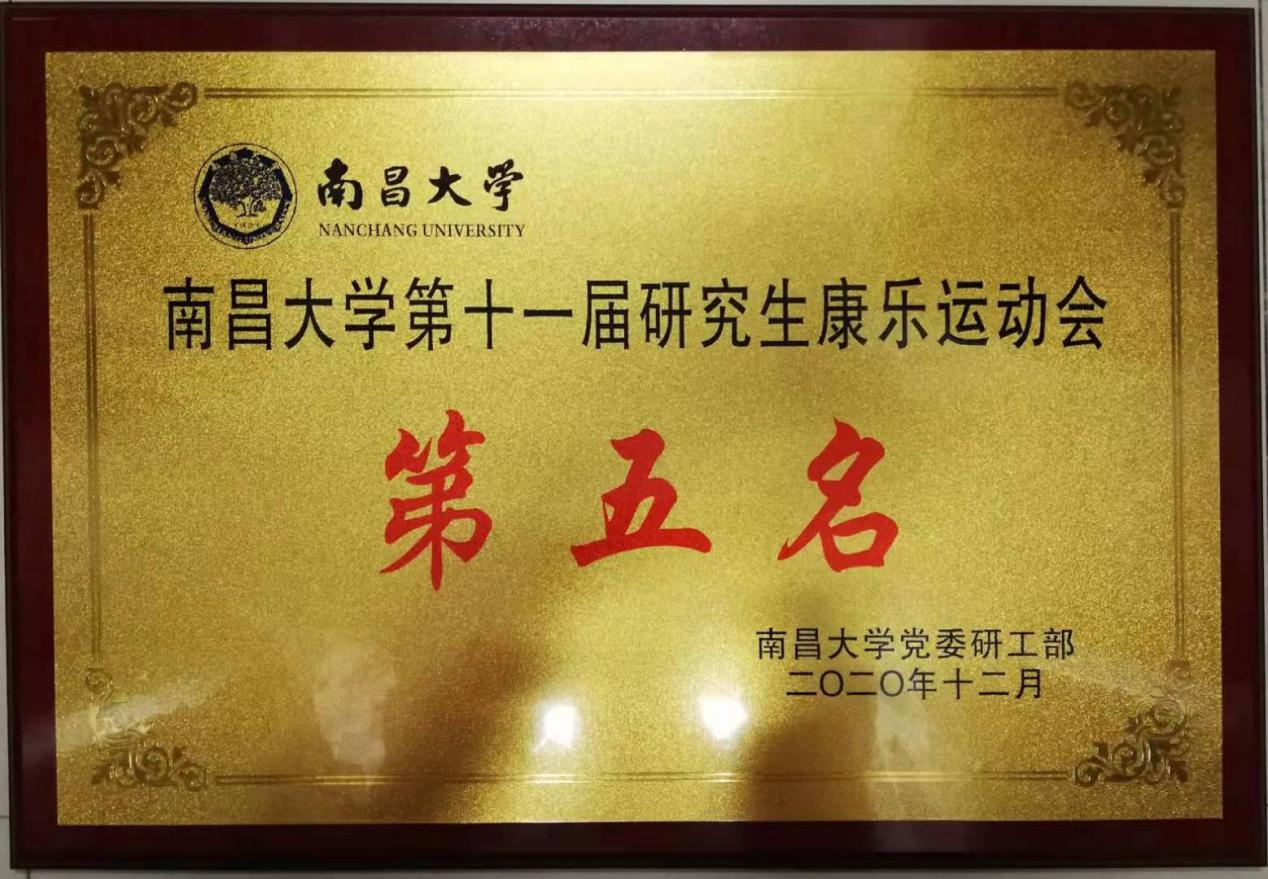 南昌大学
NANCHANG UNIVERSITY
南昌大学第十一届研究生康乐运动会
第五名
南昌大学党委研工部
二〇二〇年十二月